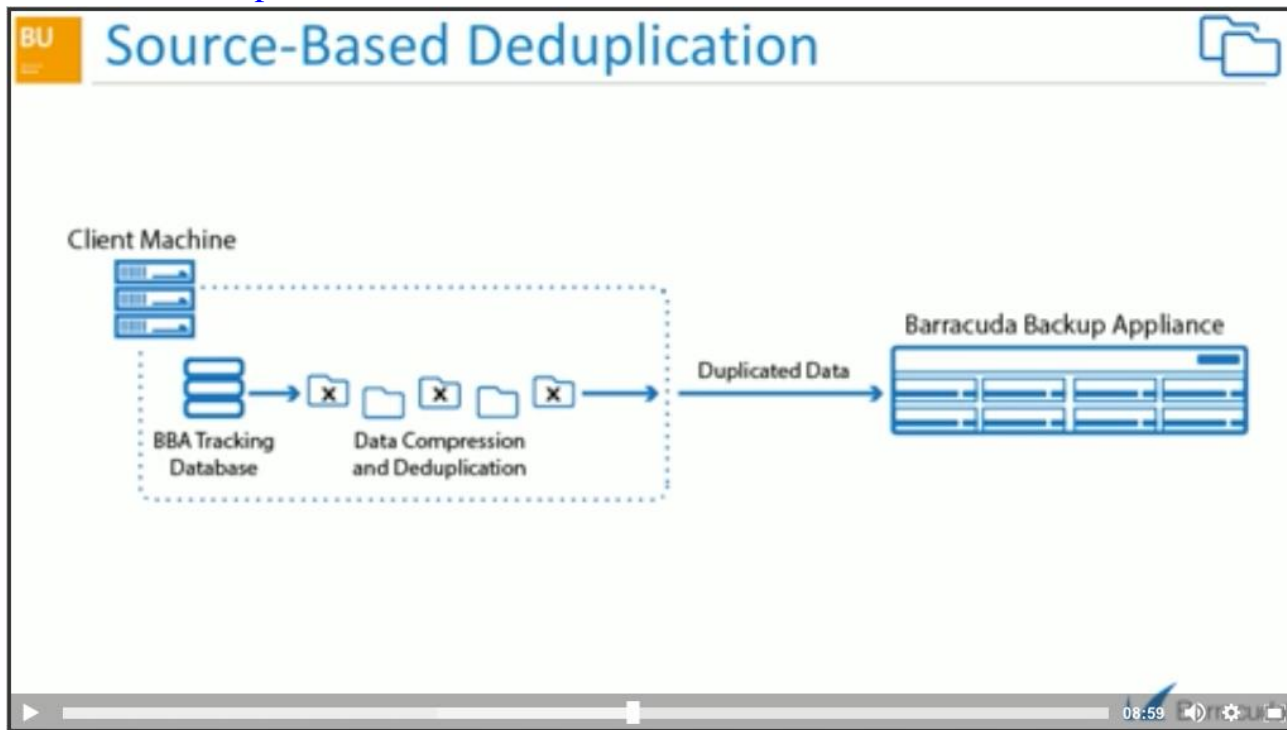 BU
Source-Based Deduplication
Client Machine
Barracuda Backup Appliance
Duplicated Data
BBA Tracking
Database
Data Compression
and Deduplication
08:59